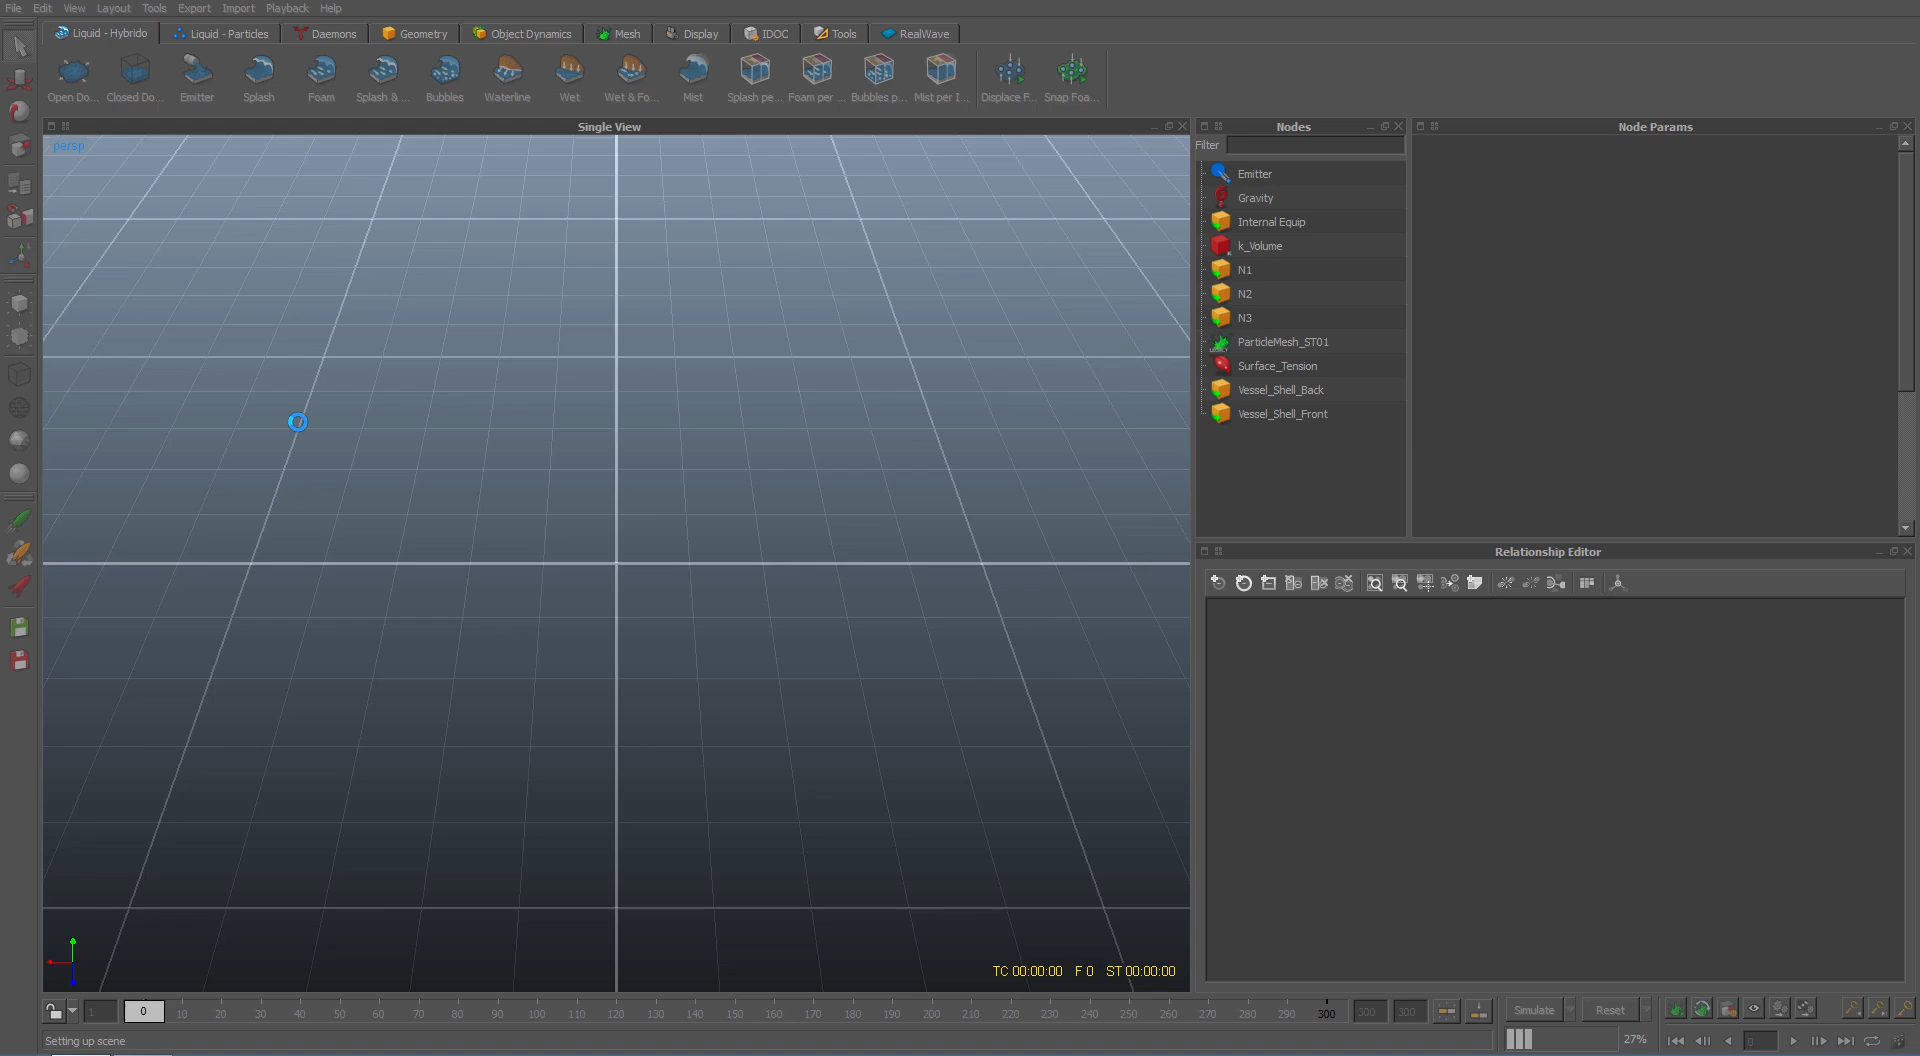 File Edit View Layout Tools Export Import Playback Help
Liquid - Hybrido Liquid - Particles Daemons Geometry Object Dynamics Mesh Display IDOC Tools RealWave
Open Do... Closed Do... Emitter Splash Foam Splash & ... Bubbles Waterline Wet Wet & Fo... Mist Splash pe... Foam per ... Bubbles p... Mist per I... Displace F... Snap Foa...
Single View
Nodes
Node Params
persp
Filter
Emitter
Gravity
Internal Equip
k_Volume
N1
N2
N3
ParticleMesh_ST01
Surface_Tension
Vessel_Shell_Back
Vessel_Shell_Front
Relationship Editor
TC 00:00:00 F 0 ST 00:00:00
1 0 10 20 30 40 50 60 70 80 90 100 110 120 130 140 150 160 170 180 190 200 210 220 230 240 250 260 270 280 290 300 300 300
Simulate Reset
Setting up scene
27%
0